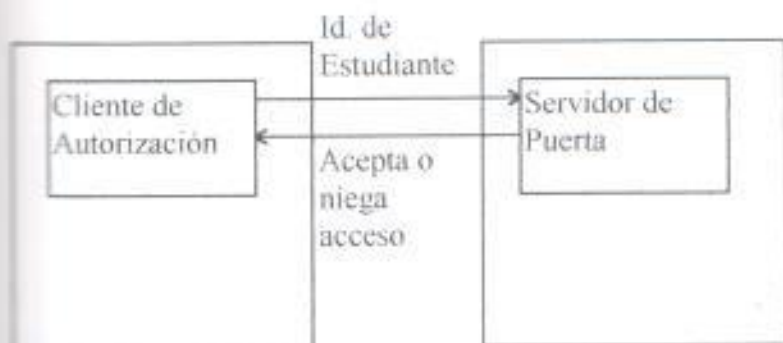 Id. de
Estudiante
Cliente de
Autorización
Servidor de
Puerta
Acepta o
niega
acceso